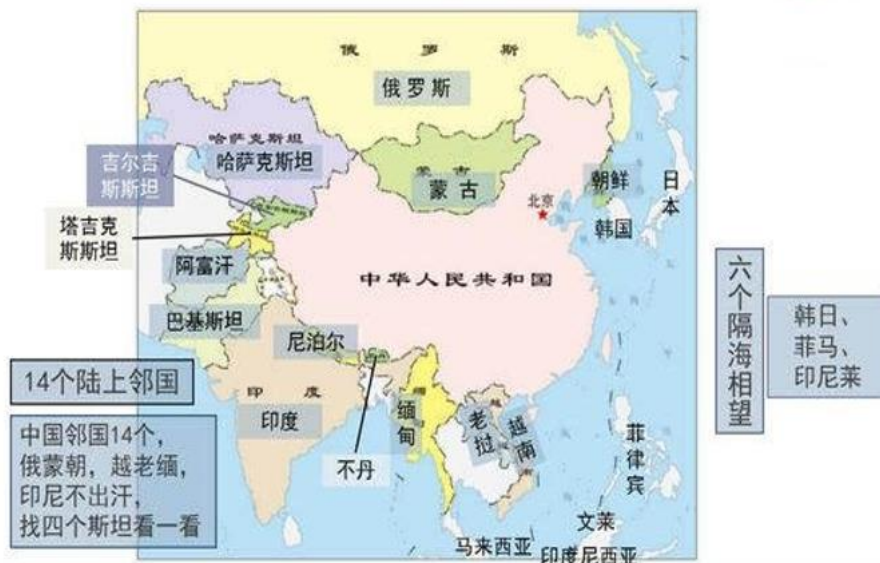 俄罗斯
俄罗斯
哈萨克斯坦
哈萨克斯坦
吉尔吉
斯斯坦
蒙古
蒙古
朝鲜
日本
北京
韩国
塔吉克
斯斯坦
阿富汗
中华人民共和国
巴基斯坦
尼泊尔
六个隔海相望
韩日、
菲马、
印尼莱
14个陆上邻国
印度
印度
缅甸
老挝
越南
菲律宾
不丹
中国邻国14个，
俄蒙朝，越老缅，
印尼不出汗，
找四个斯坦看一看
文莱
马来西亚
印度尼西亚